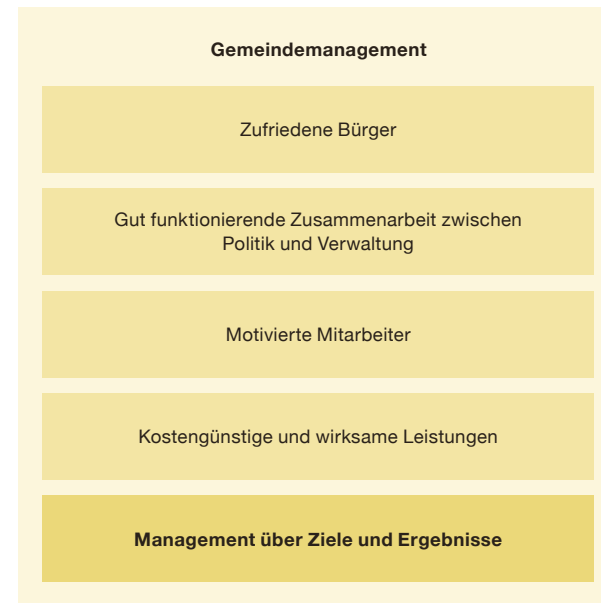 Gemeindemanagement
Zufriedene Bürger
Gut funktionierende Zusammenarbeit zwischen
Politik und Verwaltung
Motivierte Mitarbeiter
Kostengünstige und wirksame Leistungen
Management über Ziele und Ergebnisse